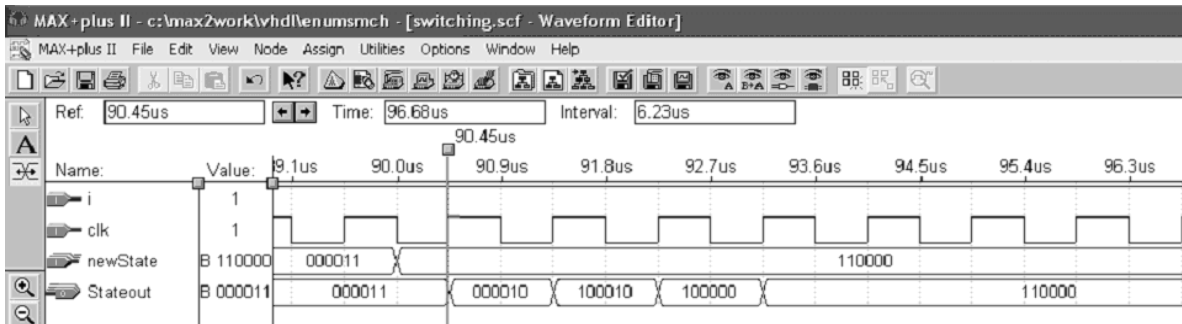 MAX+plus II - c:\max2work\vhdl\enumsmch - [switching.scf - Waveform Editor]
MAX+plus II File Edit View Node Assign Utilities Options Window Help
Ref: 90.45us Time: 96.68us Interval: 6.23us
90.45us
Name: Value: 9.1us 90.0us 90.9us 91.8us 92.7us 93.6us 94.5us 95.4us 96.3us
i 1
clk 1
newState B 110000 000011 110000
Stateout B 000011 000011 000010 100010 100000 110000